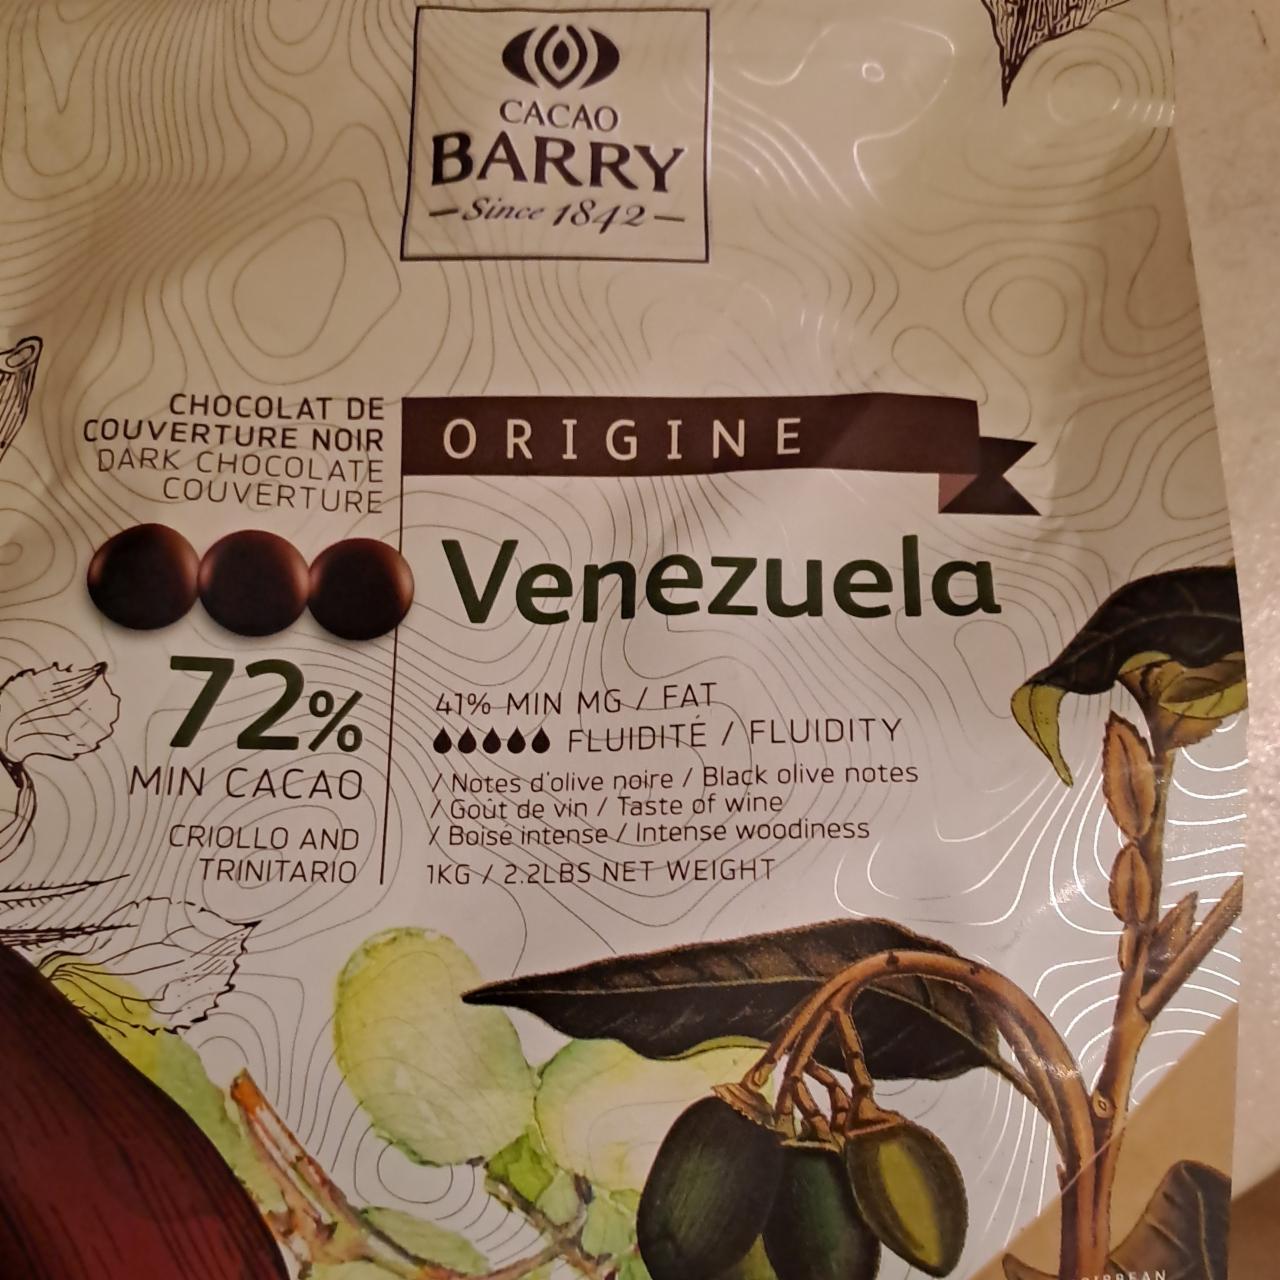 CACAO
BARRY
Since 1842
CHOCOLAT DE
COUVERTURE NOIR
DARK CHOCOLATE
COUVERTURE
ORIGINE
Venezuela
72%
MIN CACAO
CRIOLLO AND
TRINITARIO
41% MIN MG / FAT
FLUIDITÉ / FLUIDITY
/ Notes d'olive noire / Black olive notes
/ Goût de vin / Taste of wine
/ Boisé intense / Intense woodiness
1KG / 2.2LBS NET WEIGHT